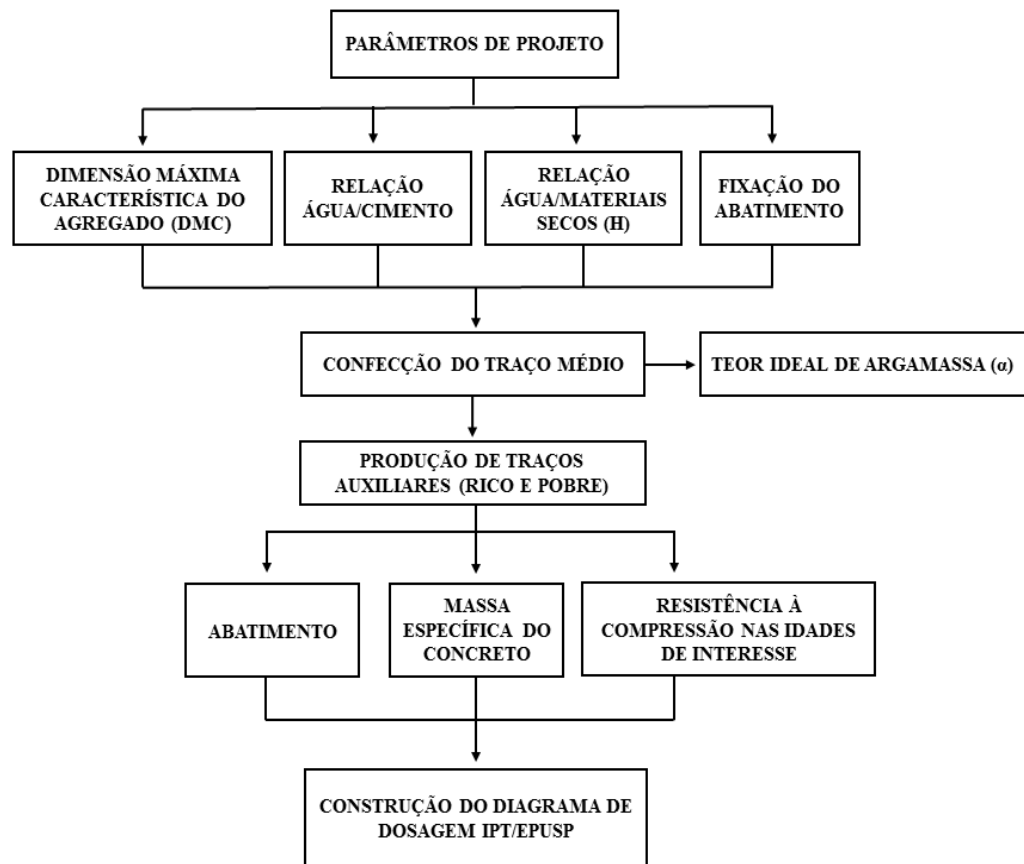 PARÂMETROS DE PROJETO
DIMENSÃO MÁXIMA
CARACTERÍSTICA DO
AGREGADO (DMC)
RELAÇÃO
ÁGUA/CIMENTO
RELAÇÃO
ÁGUA/MATERIAIS
SECOS (H)
FIXAÇÃO DO
ABATIMENTO
CONFECÇÃO DO TRAÇO MÉDIO
TEOR IDEAL DE ARGAMASSA (α)
PRODUÇÃO DE TRAÇOS
AUXILIARES (RICO E POBRE)
ABATIMENTO
MASSA
ESPECÍFICA DO
CONCRETO
RESISTÊNCIA À
COMPRESSÃO NAS IDADES
DE INTERESSE
CONSTRUÇÃO DO DIAGRAMA DE
DOSAGEM IPT/EPUSP